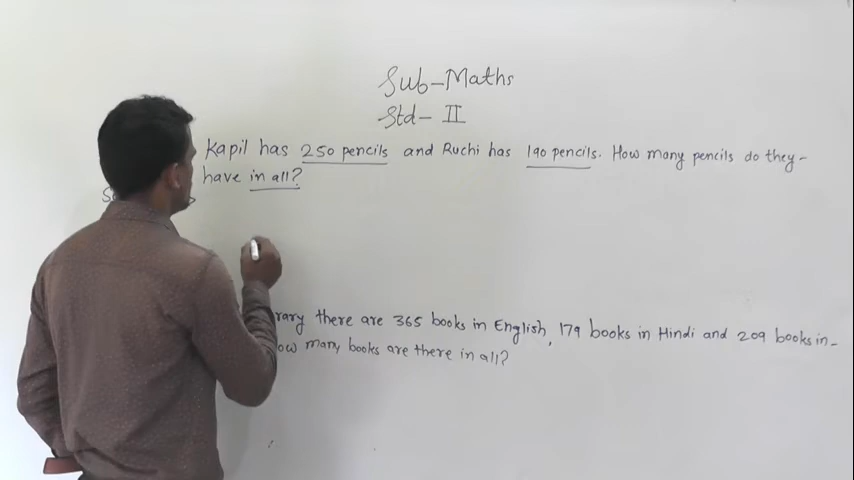 Sub-Maths
Std- II
Kapil has 250 pencils and Ruchi has 190 pencils. How many pencils do they-
have in all?
there are 365 books in English, 179 books in Hindi and 209 books in-
many books are there in all?